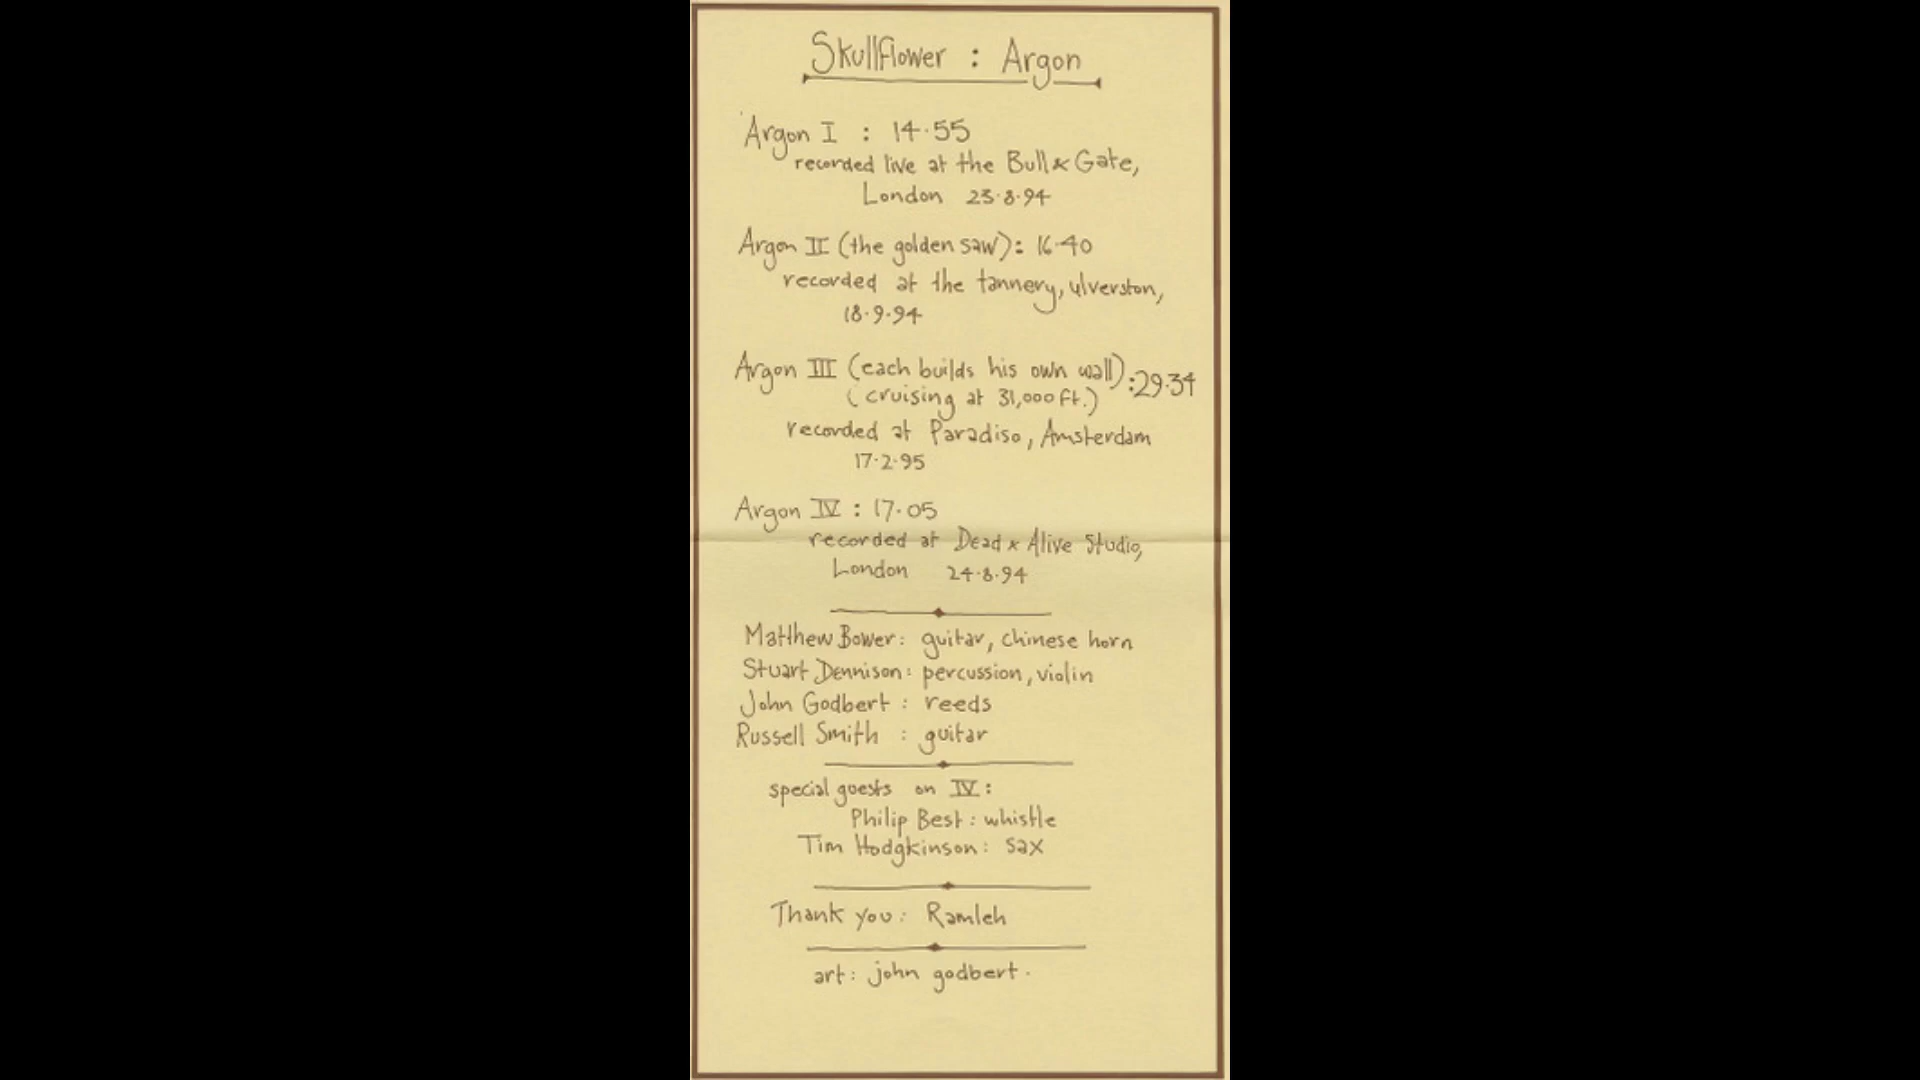 Skullflower : Argon
Argon I : 14·55
recorded live at the Bull & Gate,
London 23·8·94
Argon II (the golden saw): 16·40
recorded at the tannery, ulverston,
18·9·94
Argon III (each builds his own wall) :29·34
(cruising at 31,000 ft.)
recorded at Paradiso, Amsterdam
17·2·95
Argon IV : 17·05
recorded at Dead & Alive Studio,
London 24·8·94
Matthew Bower: guitar, chinese horn
Stuart Dennison: percussion, violin
John Godbert : reeds
Russell Smith : guitar
special guests on IV:
Philip Best: whistle
Tim Hodgkinson: sax
Thank you: Ramleh
art: john godbert.